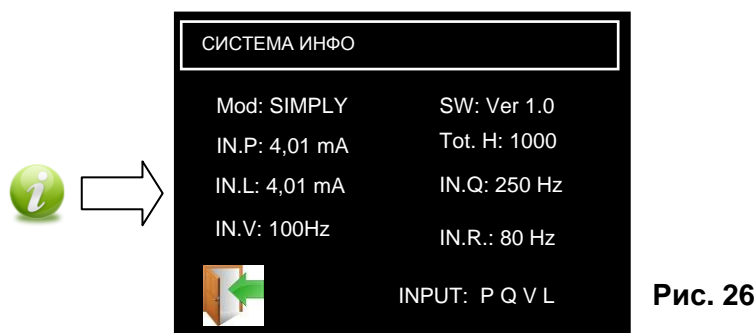 СИСТЕМА ИНФО
Mod: SIMPLY SW: Ver 1.0
IN.P: 4,01 mA Tot. H: 1000
IN.L: 4,01 mA IN.Q: 250 Hz
IN.V: 100Hz IN.R.: 80 Hz
INPUT: P Q V L
Рис. 26